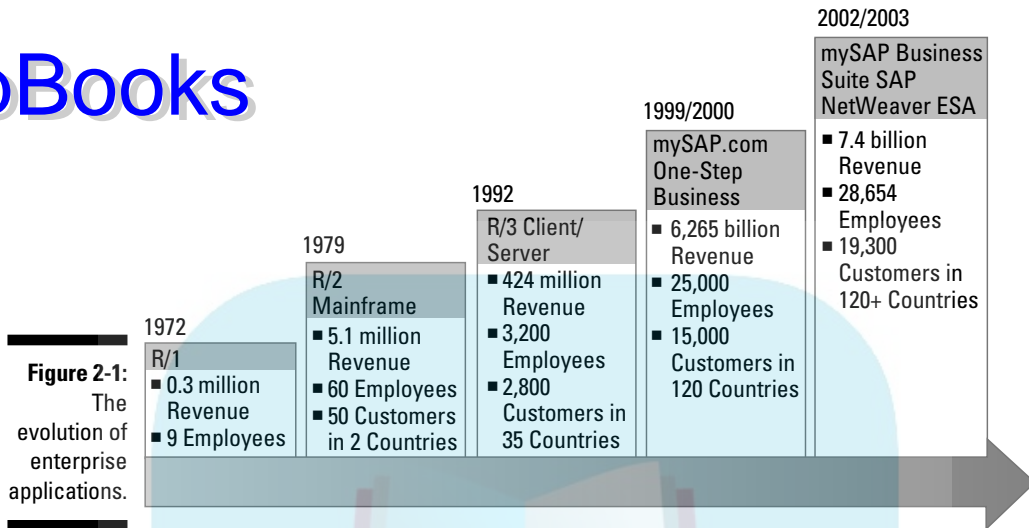 oBooks
Figure 2-1:
The
evolution of
enterprise
applications.
1972
R/1
■ 0.3 million
Revenue
■ 9 Employees
1979
R/2
Mainframe
■ 5.1 million
Revenue
■ 60 Employees
■ 50 Customers
in 2 Countries
1992
R/3 Client/
Server
■ 424 million
Revenue
■ 3,200
Employees
■ 2,800
Customers in
35 Countries
1999/2000
mySAP.com
One-Step
Business
■ 6,265 billion
Revenue
■ 25,000
Employees
■ 15,000
Customers in
120 Countries
2002/2003
mySAP Business
Suite SAP
NetWeaver ESA
■ 7.4 billion
Revenue
■ 28,654
Employees
■ 19,300
Customers in
120+ Countries